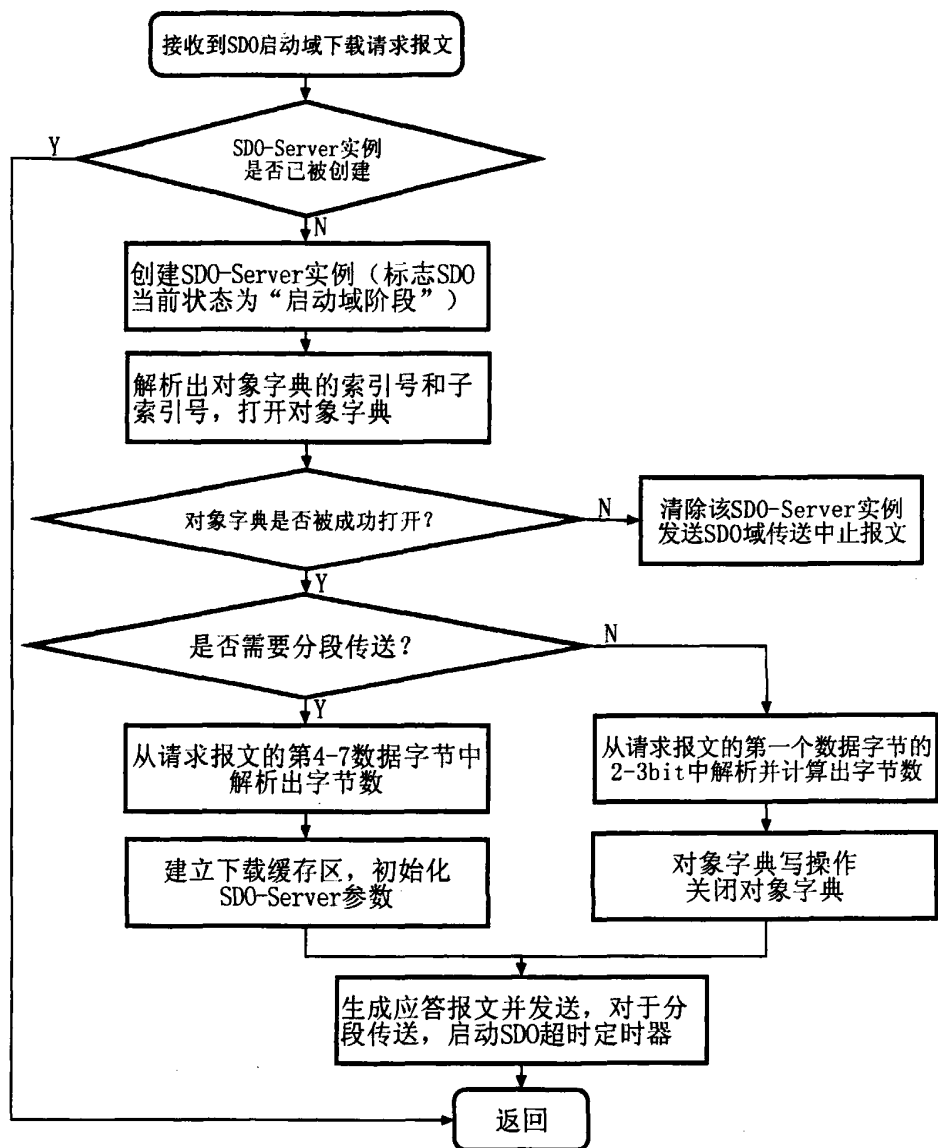 接收到SDO启动域下载请求报文
SDO-Server实例
是否已被创建
Y
N
创建SDO-Server实例（标志SDO
当前状态为“启动域阶段”）
解析出对象字典的索引号和子
索引号，打开对象字典
对象字典是否被成功打开？
N
清除该SDO-Server实例
发送SDO域传送中止报文
Y
是否需要分段传送？
N
Y
从请求报文的第4-7数据字节中
解析出字节数
从请求报文的第一个数据字节的
2-3bit中解析并计算出字节数
建立下载缓存区，初始化
SDO-Server参数
对象字典写操作
关闭对象字典
生成应答报文并发送，对于分
段传送，启动SDO超时定时器
返回